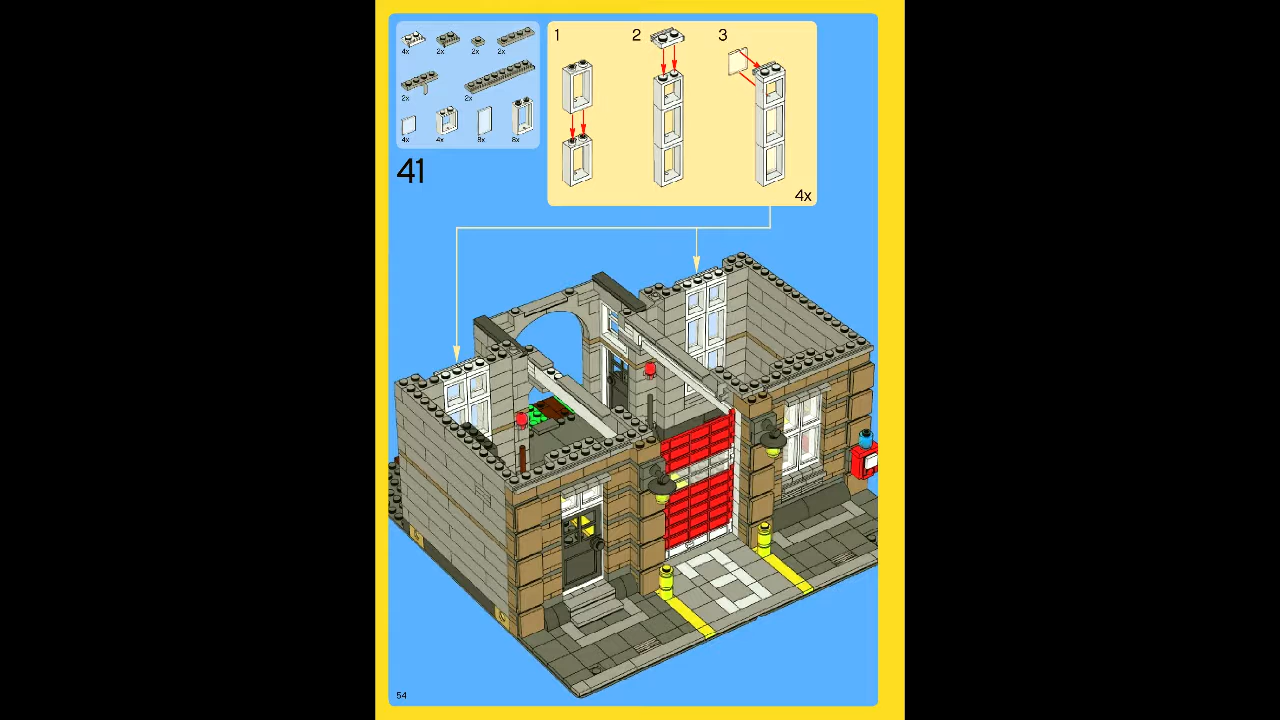 4x 2x 2x 2x
2x 2x
4x 4x 8x 8x
41
1 2 3
4x
54